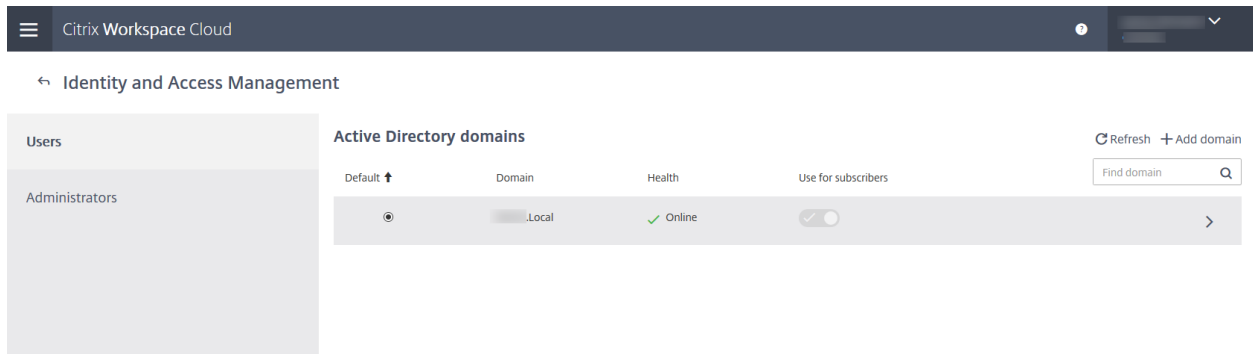 Citrix Workspace Cloud
Identity and Access Management
Users
Administrators
Active Directory domains
Refresh
Add domain
Default Domain Health Use for subscribers
Find domain
.Local Online